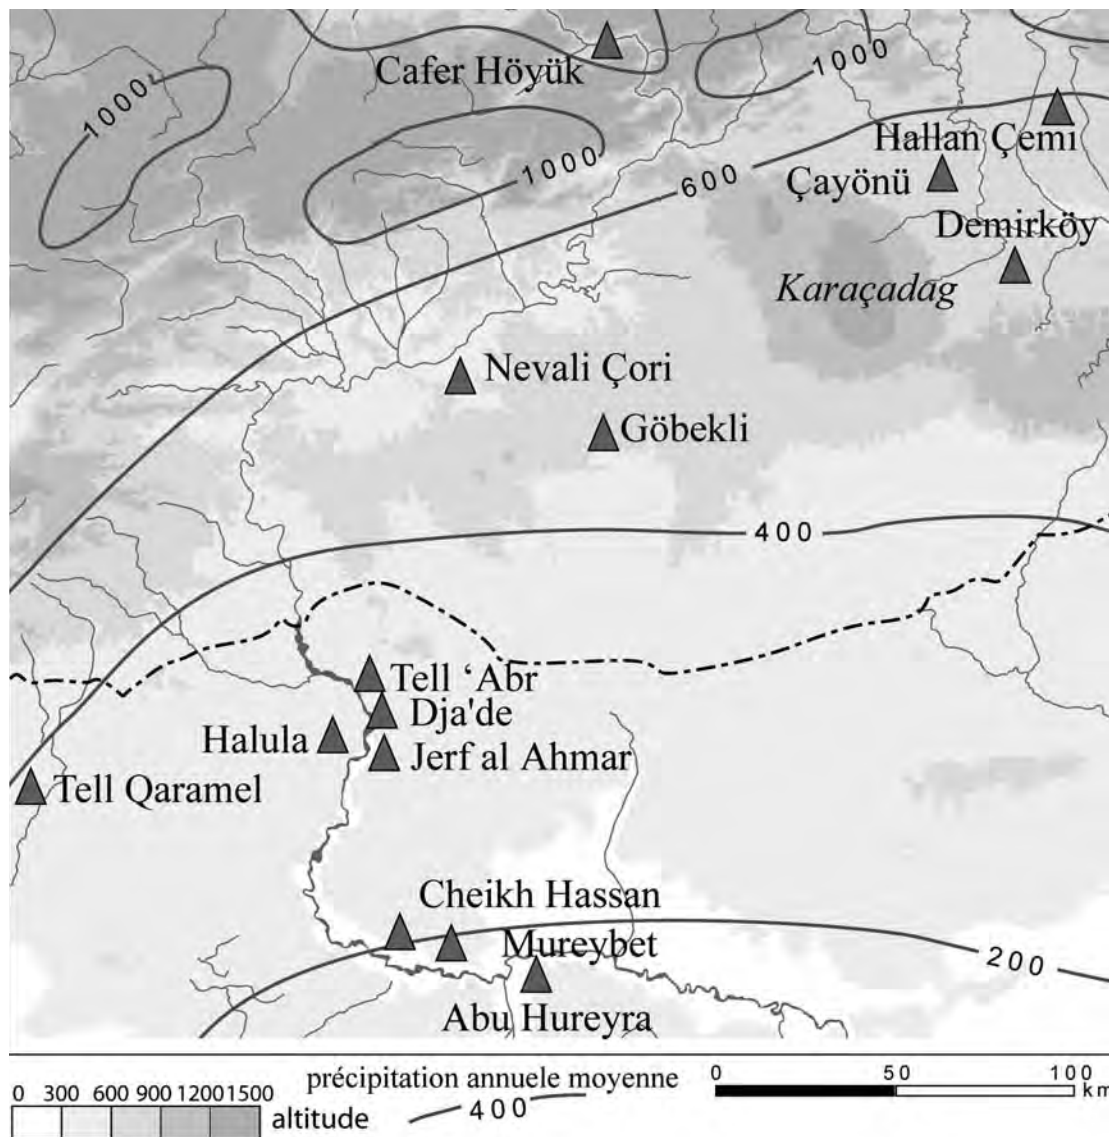 Cafer Höyük
1000
1000
1000
Hallan Çemi
600
Çayönü
Demirköy
Karaçadag
Nevali Çori
Göbekli
400
Tell ‘Abr
Dja'de
Halula
Jerf al Ahmar
Tell Qaramel
Cheikh Hassan
Mureybet
200
Abu Hureyra
0 300 600 900 1200 1500
altitude
précipitation annuele moyenne
400
0 50 100
km